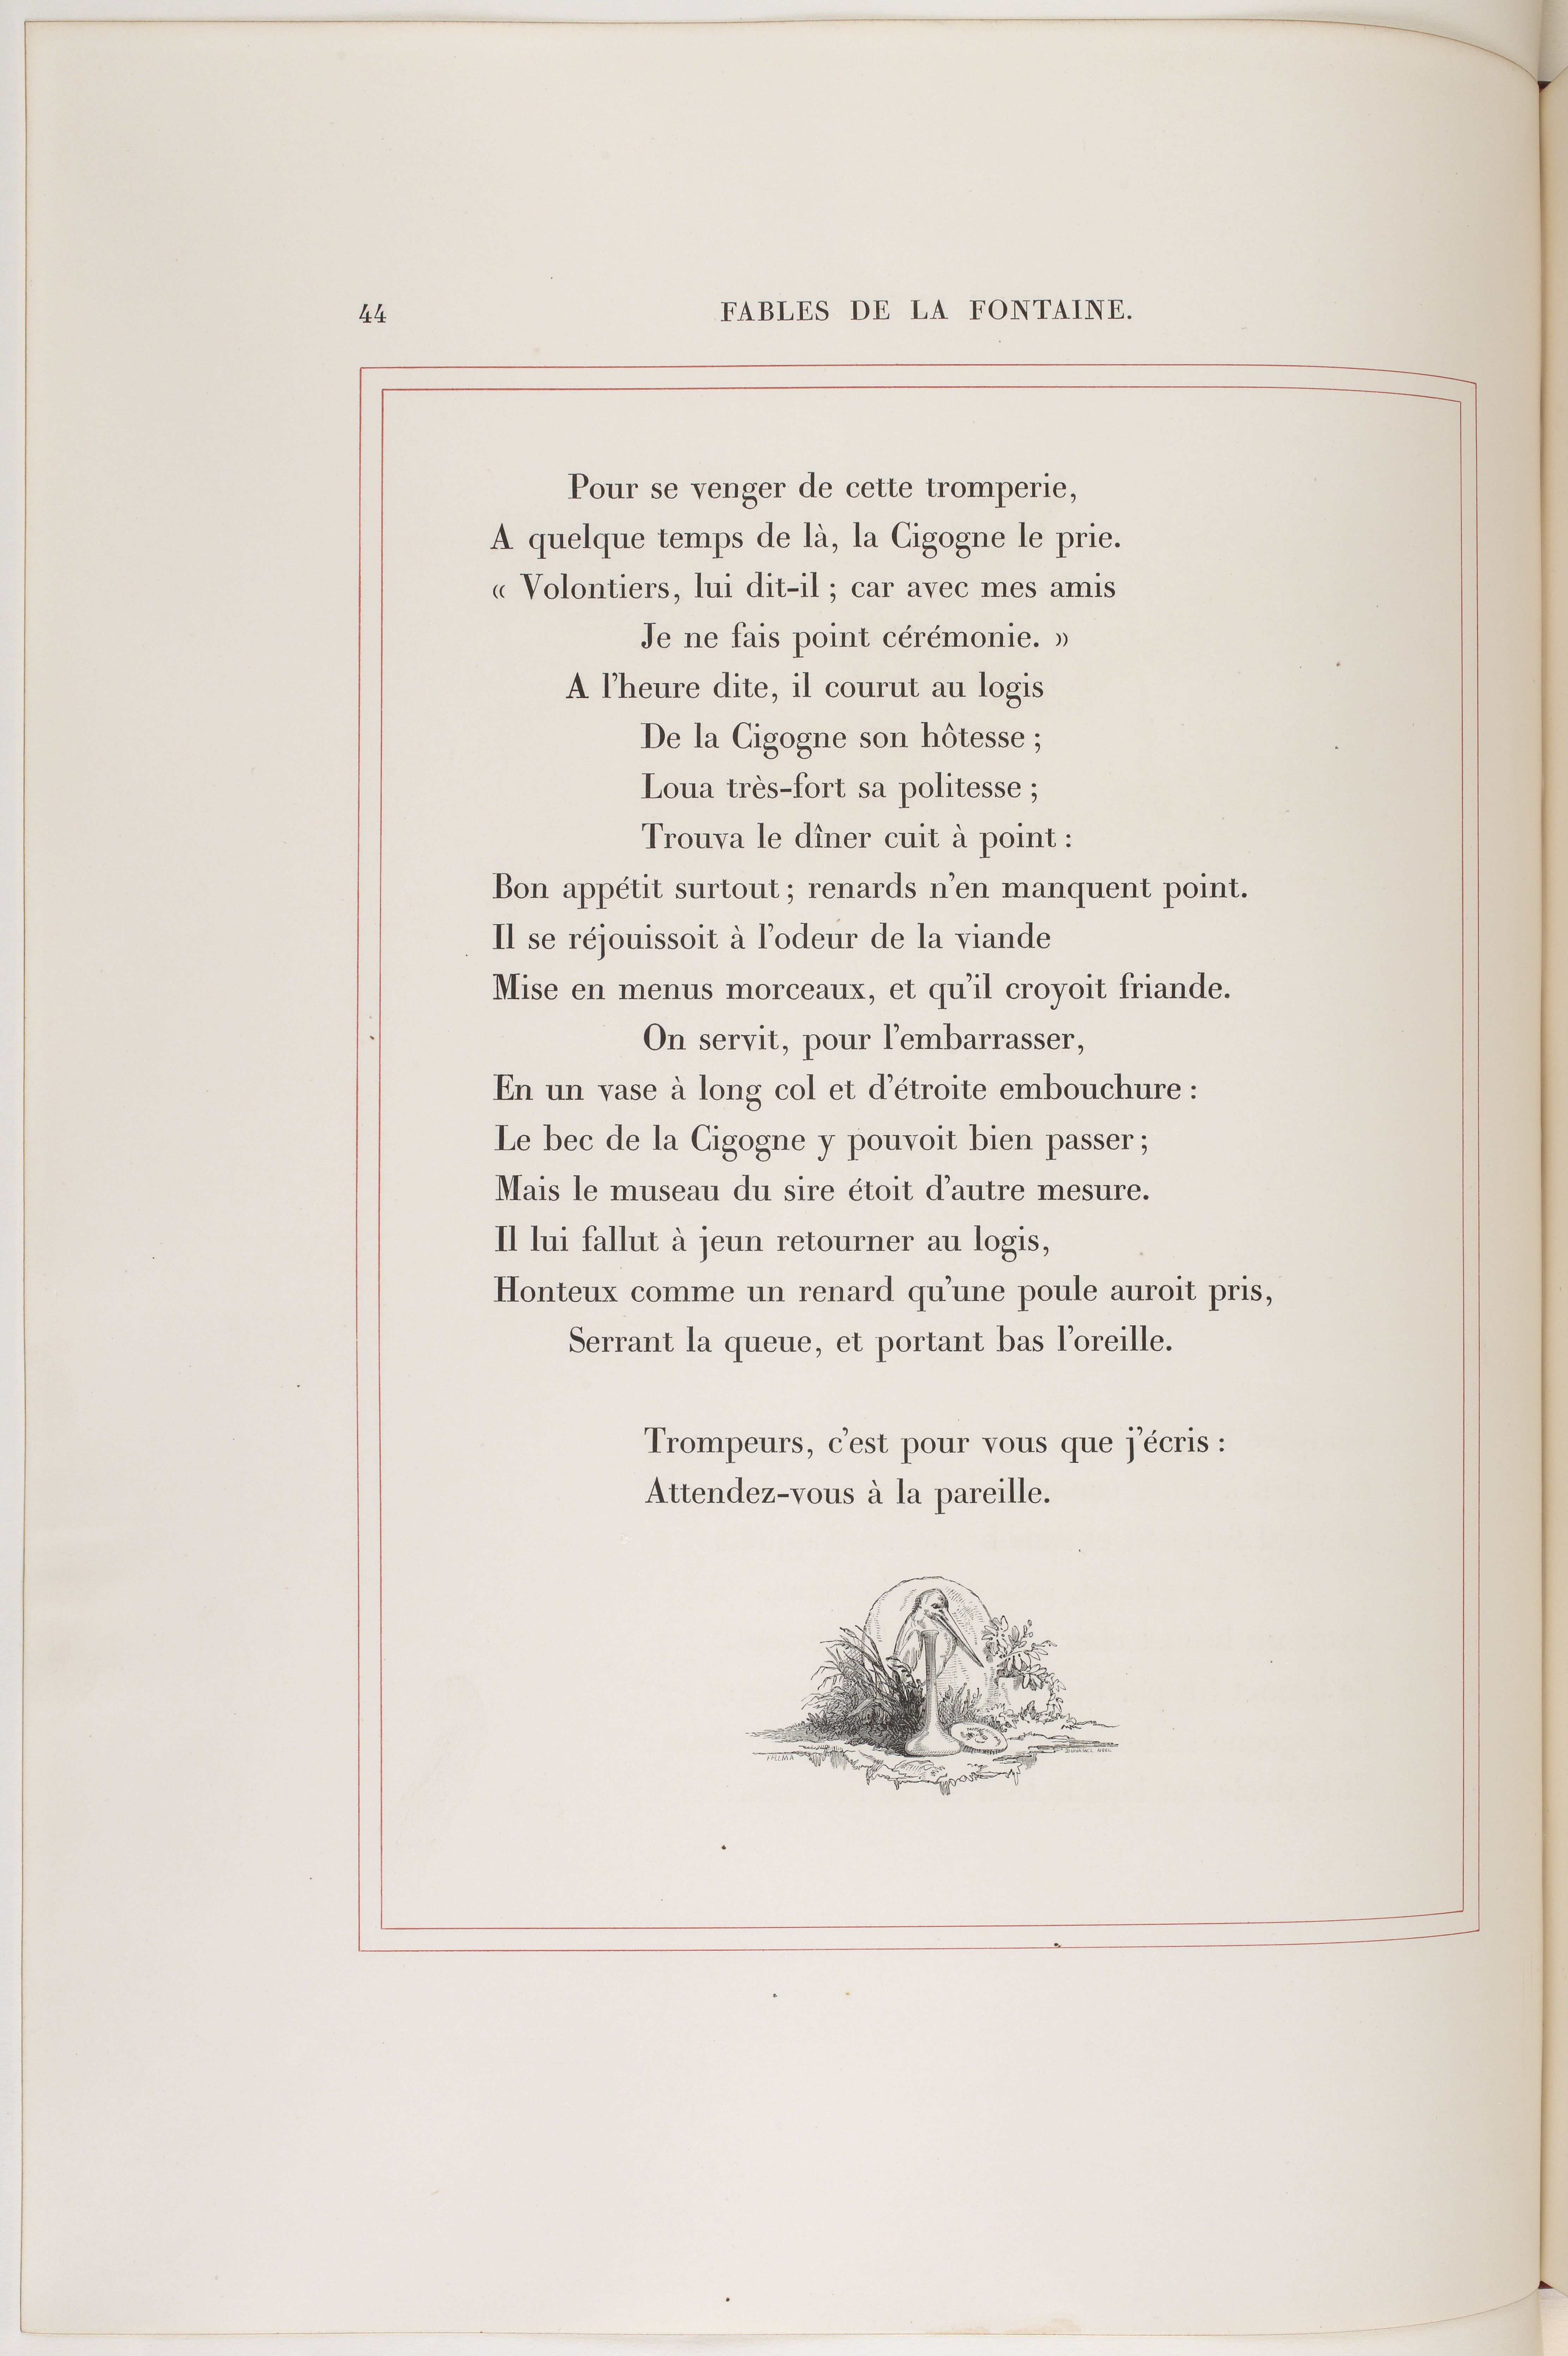 44
FABLES DE LA FONTAINE.
Pour se venger de cette tromperie,
A quelque temps de là, la Cigogne le prie.
« Volontiers, lui dit-il ; car avec mes amis
Je ne fais point cérémonie. »
A l'heure dite, il courut au logis
De la Cigogne son hôtesse ;
Loua très-fort sa politesse ;
Trouva le dîner cuit à point :
Bon appétit surtout ; renards n'en manquent point.
Il se réjouissoit à l'odeur de la viande
Mise en menus morceaux, et qu'il croyoit friande.
On servit, pour l'embarrasser,
En un vase à long col et d'étroite embouchure :
Le bec de la Cigogne y pouvoit bien passer ;
Mais le museau du sire étoit d'autre mesure.
Il lui fallut à jeun retourner au logis,
Honteux comme un renard qu'une poule auroit pris,
Serrant la queue, et portant bas l'oreille.
Trompeurs, c'est pour vous que j'écris :
Attendez-vous à la pareille.